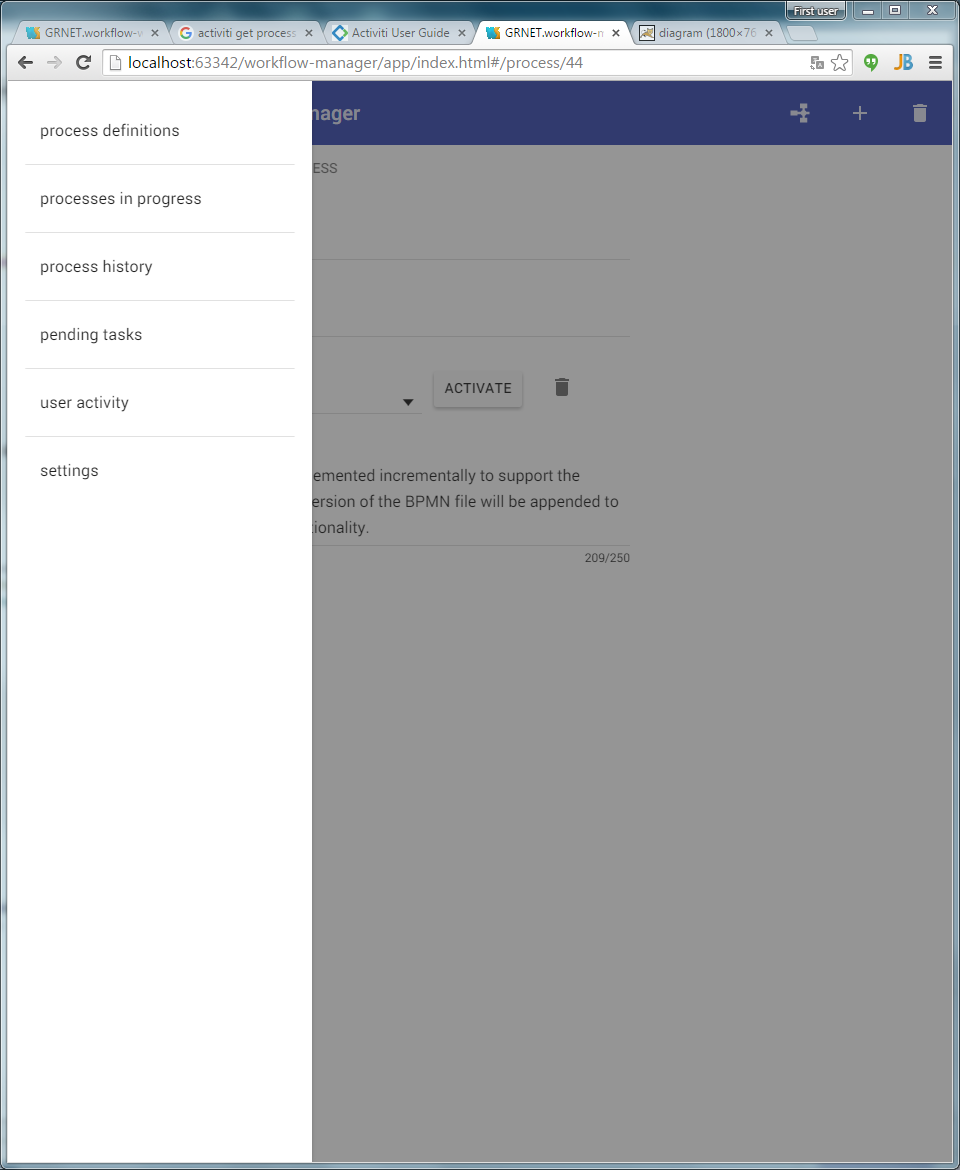 First user
GRNET.workflow-w
activiti get process
Activiti User Guide
GRNET.workflow-m
diagram (1800×76
localhost:63342/workflow-manager/app/index.html#/process/44
JB
nager
process definitions
ESS
processes in progress
process history
pending tasks
ACTIVATE
user activity
settings
emented incrementally to support the
ersion of the BPMN file will be appended to
tionality.
209/250